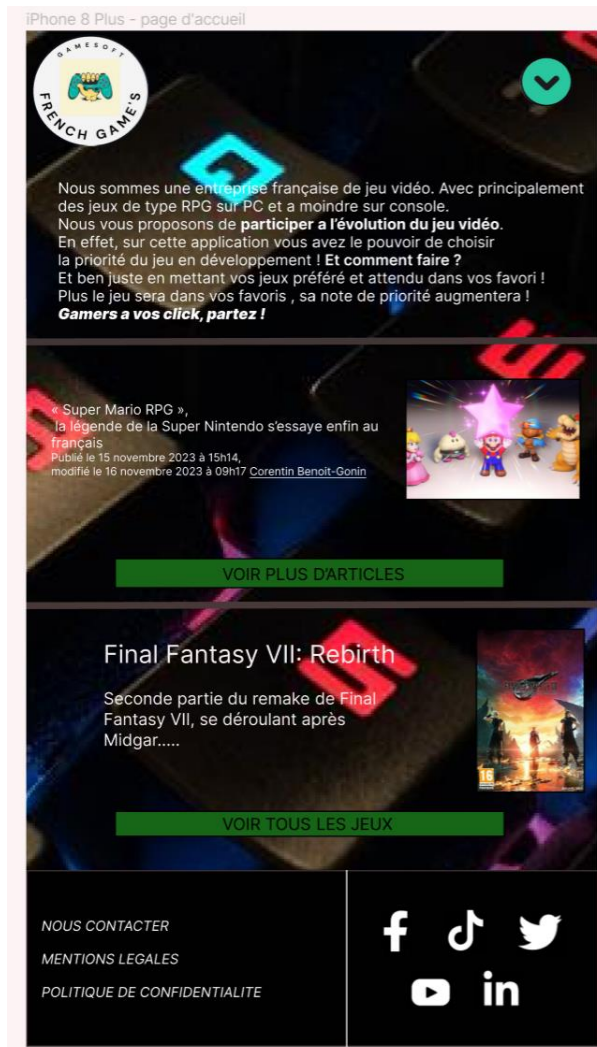 iPhone 8 Plus - page d'accueil
GAMESOFT
FRENCH GAME'S
Nous sommes une entreprise française de jeu vidéo. Avec principalement
des jeux de type RPG sur PC et a moindre sur console.
Nous vous proposons de participer a l'évolution du jeu vidéo.
En effet, sur cette application vous avez le pouvoir de choisir
la priorité du jeu en développement ! Et comment faire ?
Et ben juste en mettant vos jeux préféré et attendu dans vos favori !
Plus le jeu sera dans vos favoris , sa note de priorité augmentera !
Gamers a vos click, partez !
« Super Mario RPG »,
la légende de la Super Nintendo s'essaye enfin au
français
Publié le 15 novembre 2023 à 15h14,
modifié le 16 novembre 2023 à 09h17 Corentin Benoit-Gonin
VOIR PLUS D'ARTICLES
Final Fantasy VII: Rebirth
Seconde partie du remake de Final
Fantasy VII, se déroulant après
Midgar.....
16
VOIR TOUS LES JEUX
NOUS CONTACTER
MENTIONS LEGALES
POLITIQUE DE CONFIDENTIALITE